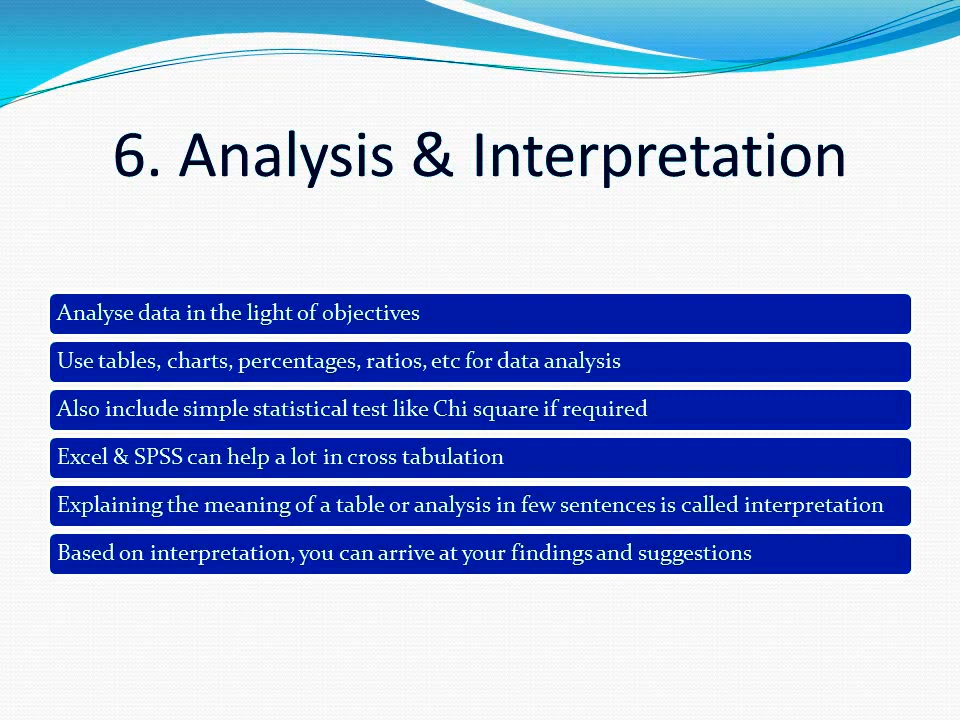 6. Analysis & Interpretation
Analyse data in the light of objectives
Use tables, charts, percentages, ratios, etc for data analysis
Also include simple statistical test like Chi square if required
Excel & SPSS can help a lot in cross tabulation
Explaining the meaning of a table or analysis in few sentences is called interpretation
Based on interpretation, you can arrive at your findings and suggestions